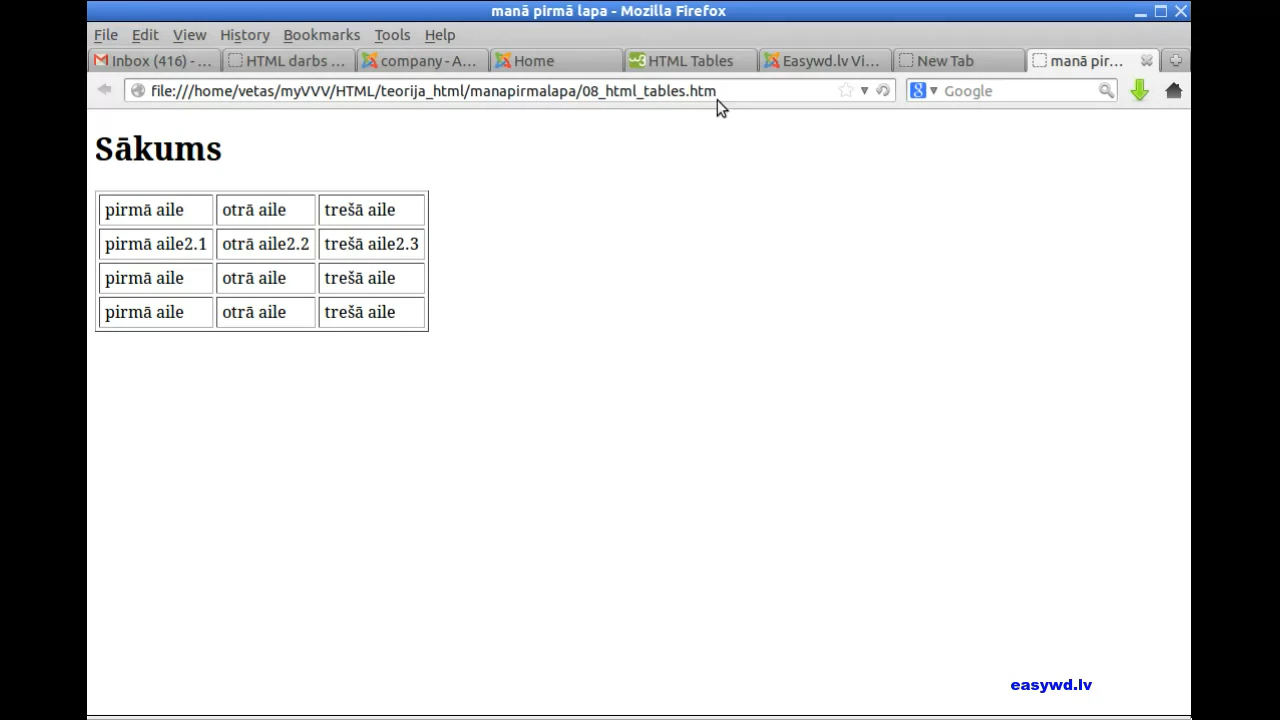 manā pirmā lapa - Mozilla Firefox
File Edit View History Bookmarks Tools Help
Inbox (416) - ... HTML darbs ... company - A... Home HTML Tables Easywd.lv Vi... New Tab manā pir...
file:///home/vetas/myVVV/HTML/teorija_html/manapirmalapa/08_html_tables.htm Google
Sākums
pirmā aile otrā aile trešā aile
pirmā aile2.1 otrā aile2.2 trešā aile2.3
pirmā aile otrā aile trešā aile
pirmā aile otrā aile trešā aile
easywd.lv